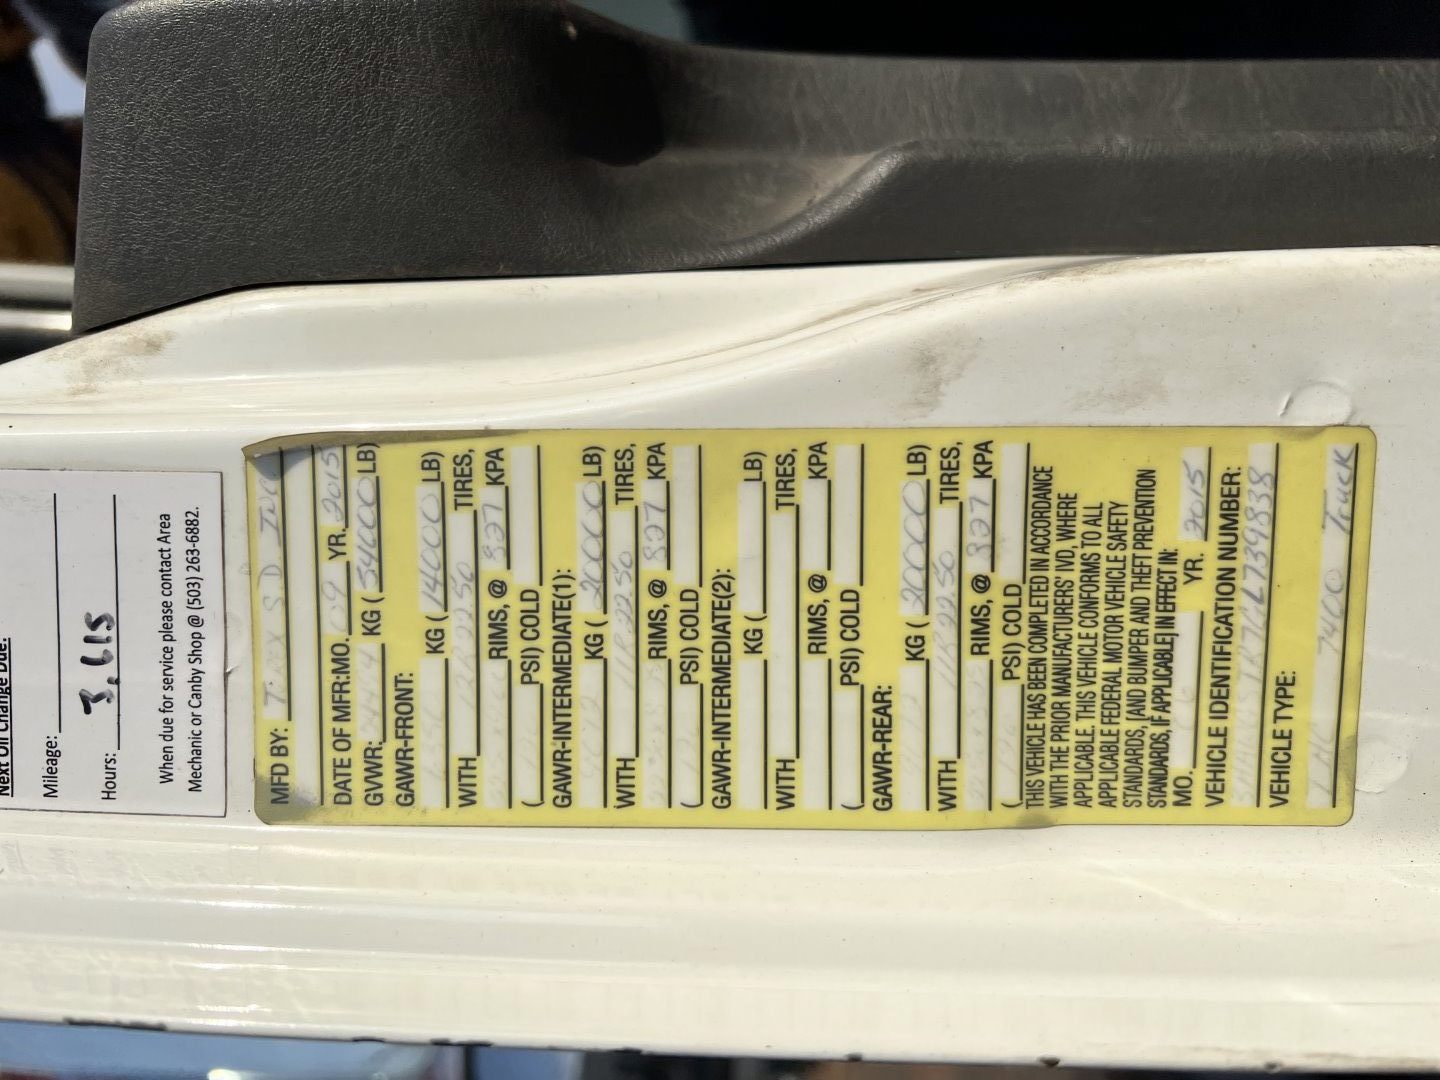 Next Oil Change Due:
Mileage:
Hours: 3,615
When due for service please contact Area
Mechanic or Canby Shop @ (503) 263-6882.
MFD BY: S D
DATE OF MFR:MO. 09 YR. 2015
GVWR: KG (54000 LB)
GAWR-FRONT:
KG (14000 LB)
WITH TIRES,
RIMS, @ 827 KPA
( PSI) COLD
GAWR-INTERMEDIATE(1):
KG (20000 LB)
WITH 11R22.50 TIRES,
RIMS, @ 827 KPA
( PSI) COLD
GAWR-INTERMEDIATE(2):
KG ( LB)
WITH TIRES,
RIMS, @ KPA
( PSI) COLD
GAWR-REAR:
KG (20000 LB)
WITH 11R22.50 TIRES,
RIMS, @ 827 KPA
( PSI) COLD
THIS VEHICLE HAS BEEN COMPLETED IN ACCORDANCE
WITH THE PRIOR MANUFACTURERS' IVD, WHERE
APPLICABLE. THIS VEHICLE CONFORMS TO ALL
APPLICABLE FEDERAL MOTOR VEHICLE SAFETY
STANDARDS, [AND BUMPER AND THEFT PREVENTION
STANDARDS, IF APPLICABLE], IN EFFECT IN:
MO. YR. 2015
VEHICLE IDENTIFICATION NUMBER:
VEHICLE TYPE:
7400 Truck